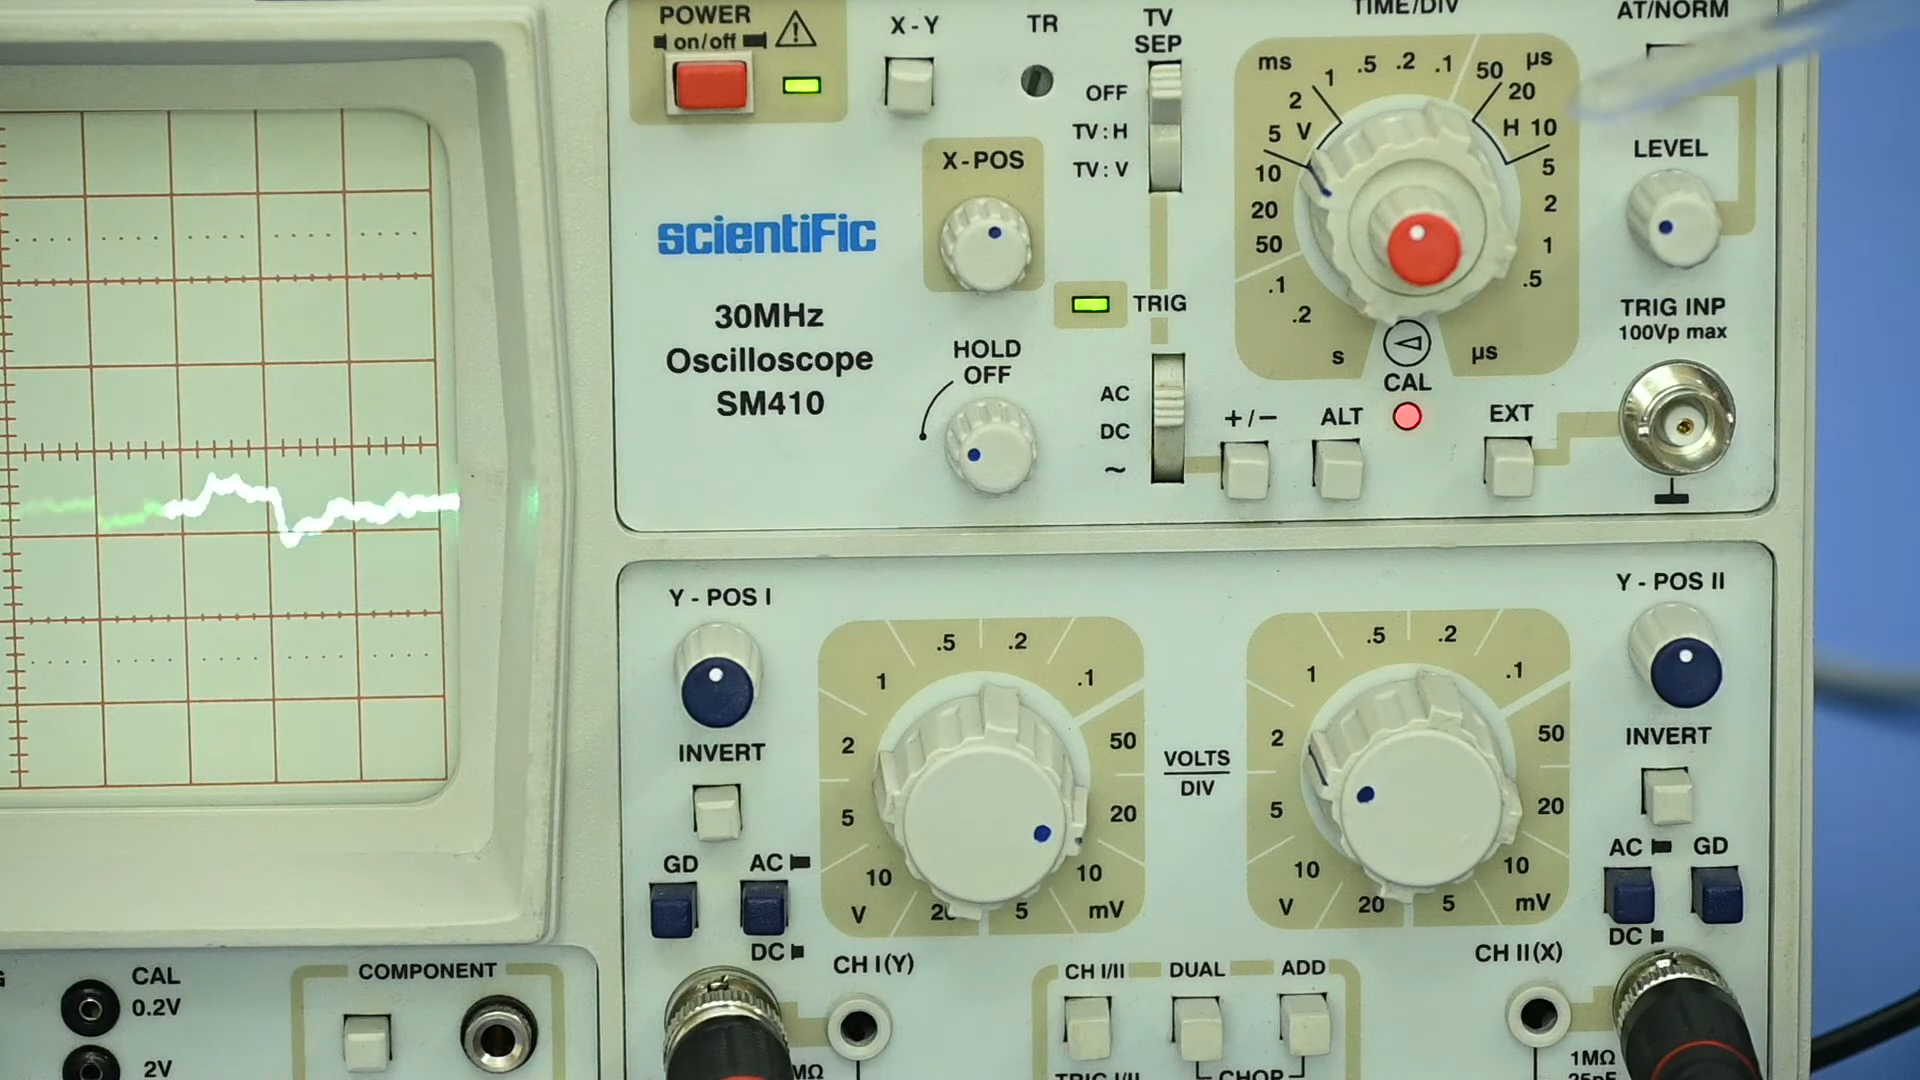 POWER
on/off
X - Y
TR
TV
SEP
TIME/DIV
AT/NORM
OFF
TV : H
TV : V
ms
1
.5
.2
.1
50
µs
20
2
5
V
H
10
10
5
20
2
50
1
.1
.5
.2
s
µs
LEVEL
X - POS
scientiFic
30MHz
Oscilloscope
SM410
TRIG
HOLD
OFF
AC
DC
~
+ / −
ALT
CAL
EXT
TRIG INP
100Vp max
Y - POS I
INVERT
GD
AC
DC
.5
.2
1
.1
2
50
5
20
10
10
V
20
5
mV
VOLTS
DIV
.5
.2
1
.1
2
50
5
20
10
10
V
20
5
mV
Y - POS II
INVERT
AC
GD
DC
CH I(Y)
CH II(X)
CAL
0.2V
2V
COMPONENT
CH I/II
DUAL
ADD
TRIG I/II
CHOP
MΩ
1MΩ
25pF